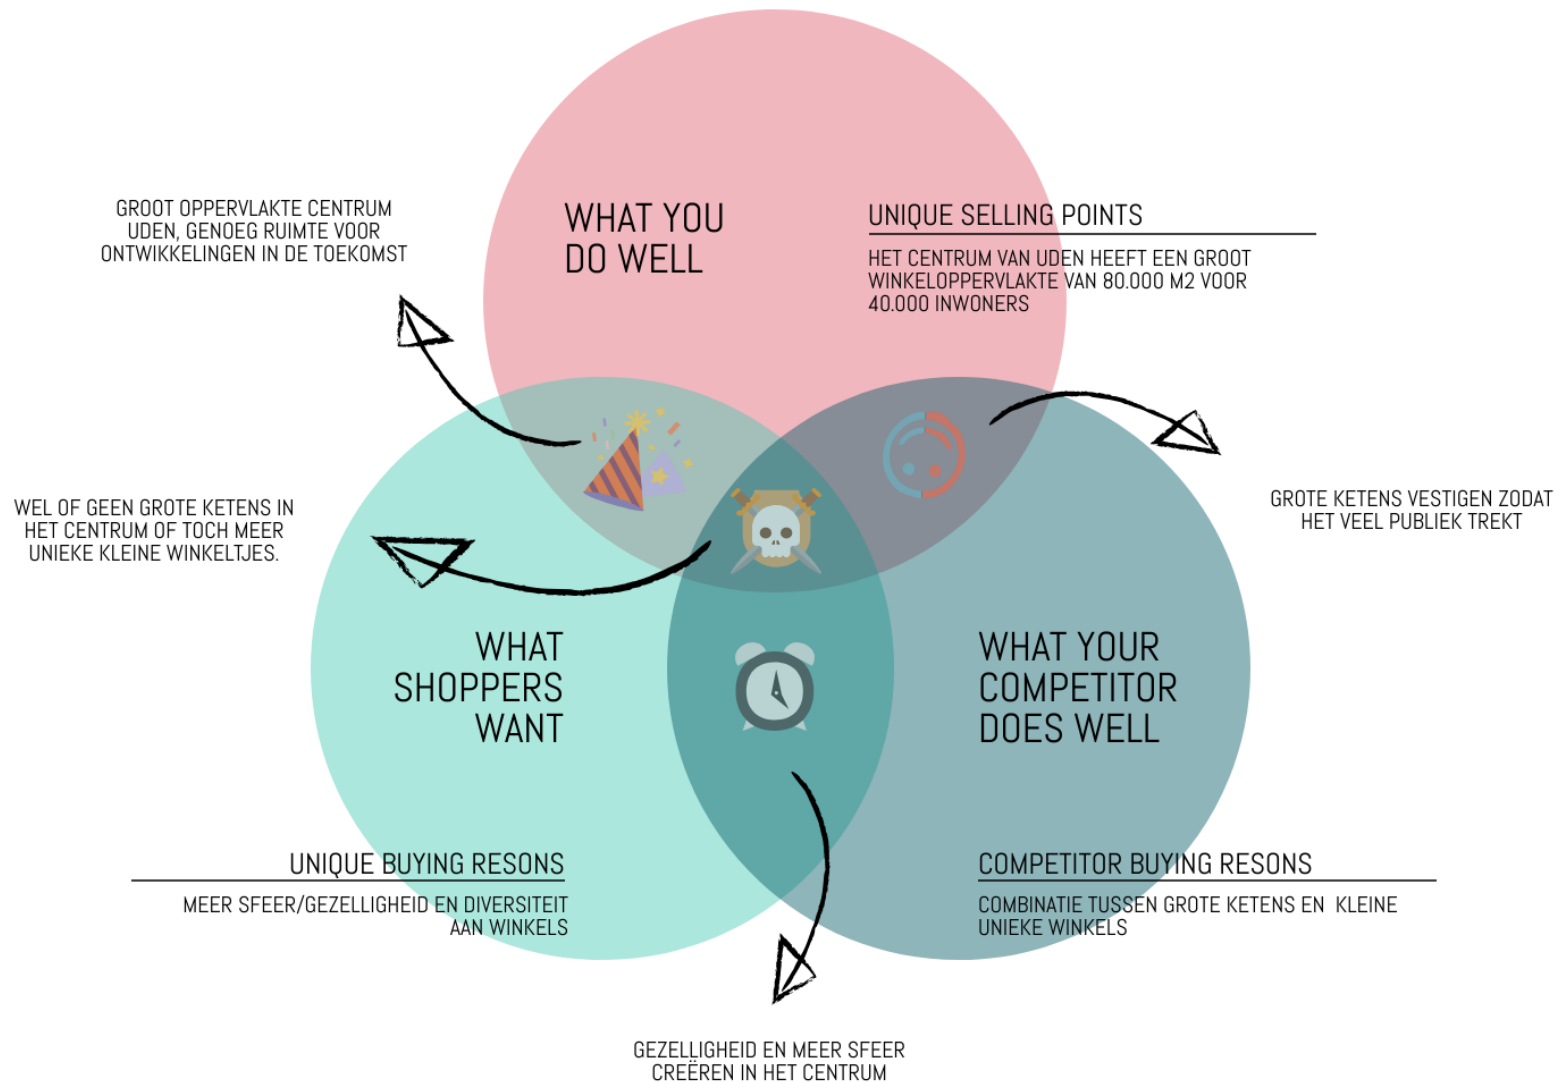 WHAT YOU
DO WELL
UNIQUE SELLING POINTS
HET CENTRUM VAN UDEN HEEFT EEN GROOT
WINKELOPPERVLAKTE VAN 80.000 M2 VOOR
40.000 INWONERS
GROOT OPPERVLAKTE CENTRUM
UDEN, GENOEG RUIMTE VOOR
ONTWIKKELINGEN IN DE TOEKOMST
WEL OF GEEN GROTE KETENS IN
HET CENTRUM OF TOCH MEER
UNIEKE KLEINE WINKELTJES.
GROTE KETENS VESTIGEN ZODAT
HET VEEL PUBLIEK TREKT
WHAT
SHOPPERS
WANT
WHAT YOUR
COMPETITOR
DOES WELL
UNIQUE BUYING RESONS
MEER SFEER/GEZELLIGHEID EN DIVERSITEIT
AAN WINKELS
COMPETITOR BUYING RESONS
COMBINATIE TUSSEN GROTE KETENS EN KLEINE
UNIEKE WINKELS
GEZELLIGHEID EN MEER SFEER
CREËREN IN HET CENTRUM